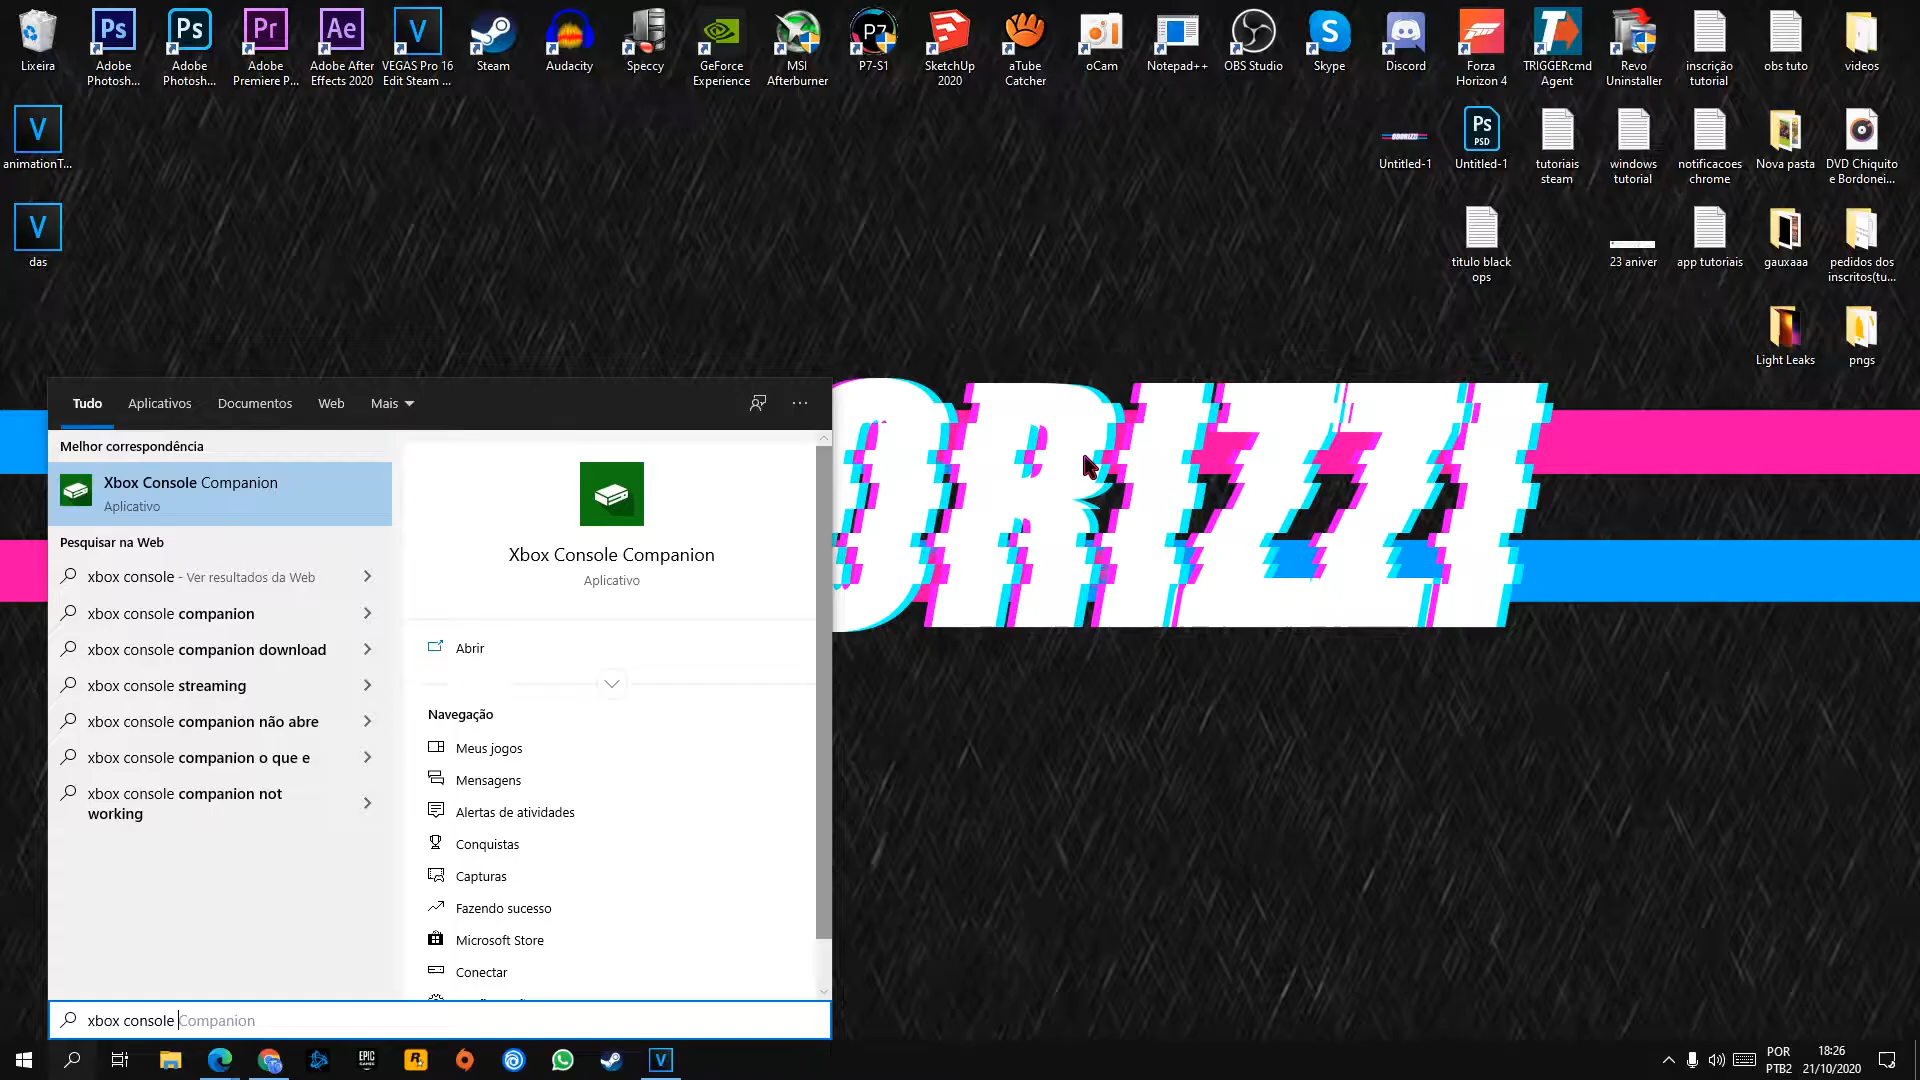 Lixeira
Adobe Photosh...
Adobe Photosh...
Adobe Premiere P...
Adobe After Effects 2020
VEGAS Pro 16 Edit Steam ...
Steam
Audacity
Speccy
GeForce Experience
MSI Afterburner
P7-S1
SketchUp 2020
aTube Catcher
oCam
Notepad++
OBS Studio
Skype
Discord
Forza Horizon 4
TRIGGERcmd Agent
Revo Uninstaller
inscrição tutorial
obs tuto
videos
animationT...
Untitled-1
Untitled-1
tutoriais steam
windows tutorial
notificacoes chrome
Nova pasta
DVD Chiquito e Bordonei...
das
titulo black ops
23 aniver
app tutoriais
gauxaaa
pedidos dos inscritos(tu...
Light Leaks
pngs
ORIZZI
Tudo
Aplicativos
Documentos
Web
Mais
Melhor correspondência
Xbox Console Companion
Aplicativo
Pesquisar na Web
xbox console - Ver resultados da Web
xbox console companion
xbox console companion download
xbox console streaming
xbox console companion não abre
xbox console companion o que e
xbox console companion not
working
Xbox Console Companion
Aplicativo
Abrir
Navegação
Meus jogos
Mensagens
Alertas de atividades
Conquistas
Capturas
Fazendo sucesso
Microsoft Store
Conectar
xbox console Companion
POR
PTB2
18:26
21/10/2020